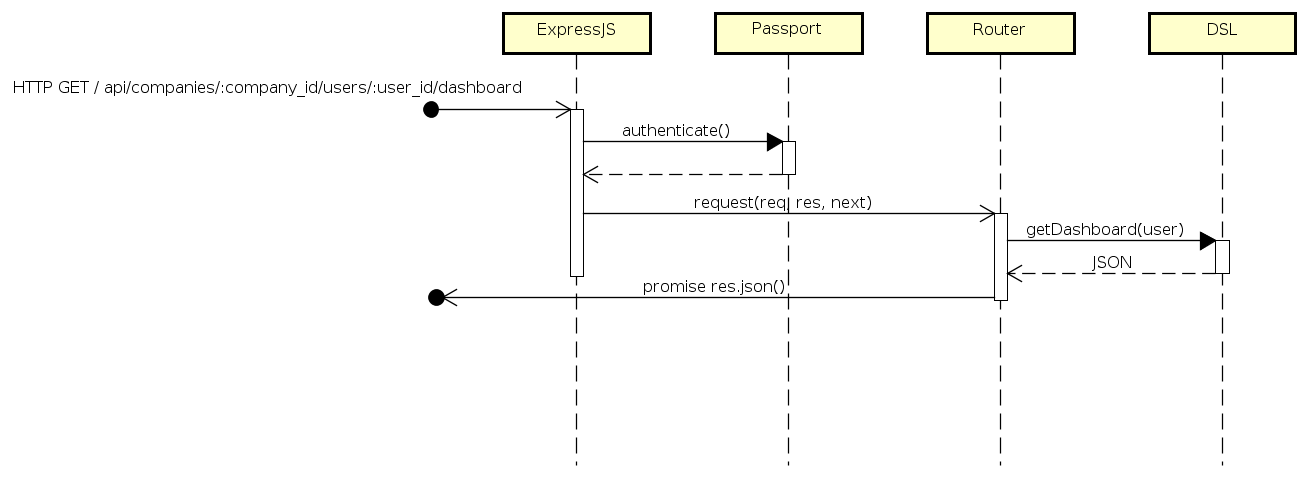 ExpressJS
Passport
Router
DSL
HTTP GET / api/companies/:company_id/users/:user_id/dashboard
authenticate()
request(req, res, next)
getDashboard(user)
JSON
promise res.json()